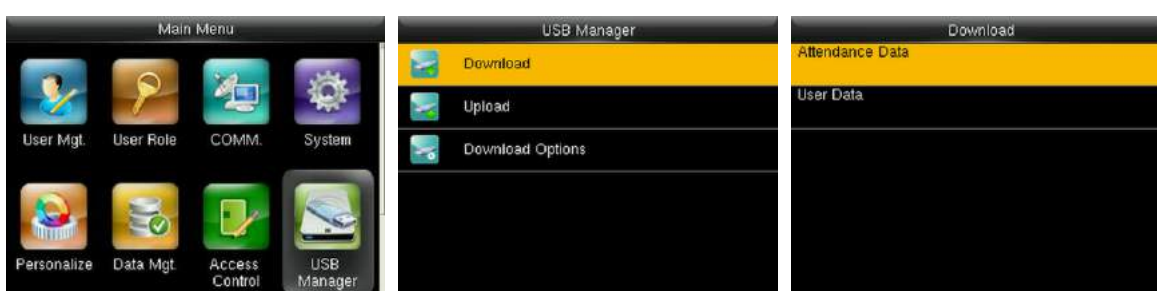 Main Menu
User Mgt.
User Role
COMM.
System
Personalize
Data Mgt.
Access
Control
USB
Manager
USB Manager
Download
Upload
Download Options
Download
Attendance Data
User Data